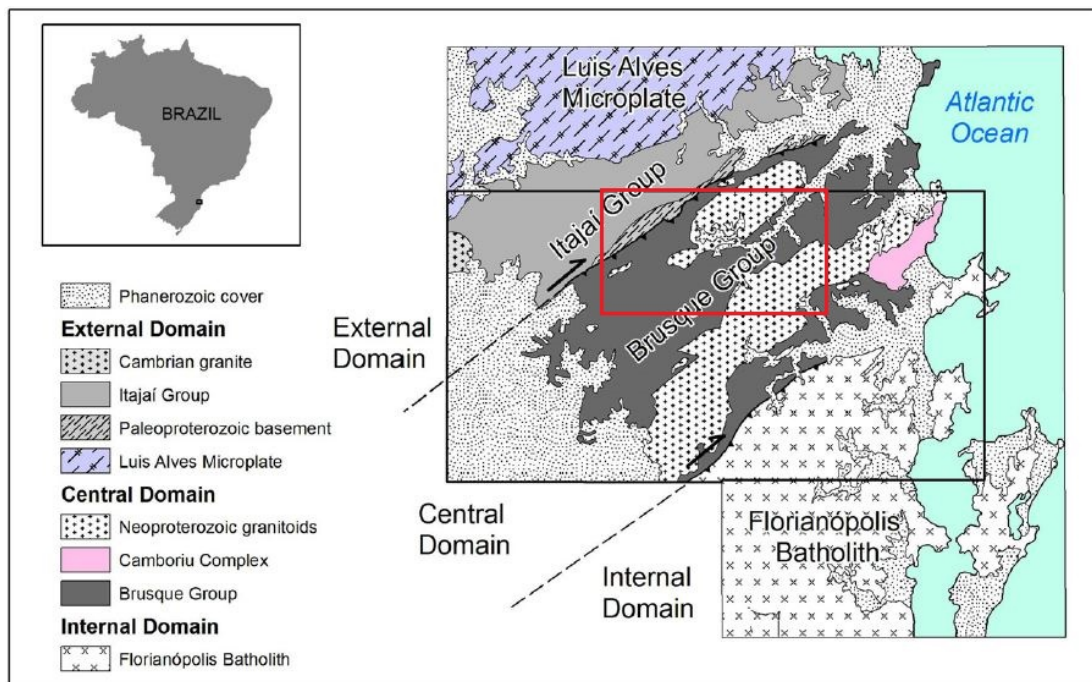 BRAZIL
Phanerozoic cover
External Domain
Cambrian granite
Itajaí Group
Paleoproterozoic basement
Luis Alves Microplate
Central Domain
Neoproterozoic granitoids
Camboriu Complex
Brusque Group
Internal Domain
Florianópolis Batholith
Luis Alves
Microplate
Atlantic
Ocean
Itajaí Group
Brusque Group
External
Domain
Central
Domain
Internal
Domain
Florianópolis
Batholith